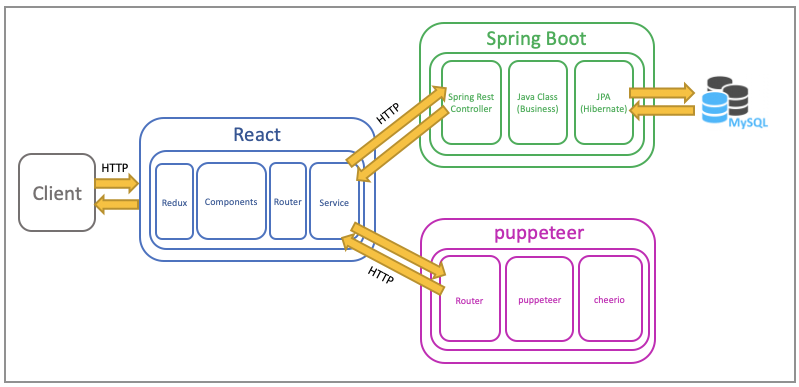 Spring Boot
Spring Rest
Controller
Java Class
(Business)
JPA
(Hibernate)
MySQL
HTTP
React
Redux
Components
Router
Service
HTTP
Client
HTTP
puppeteer
Router
puppeteer
cheerio